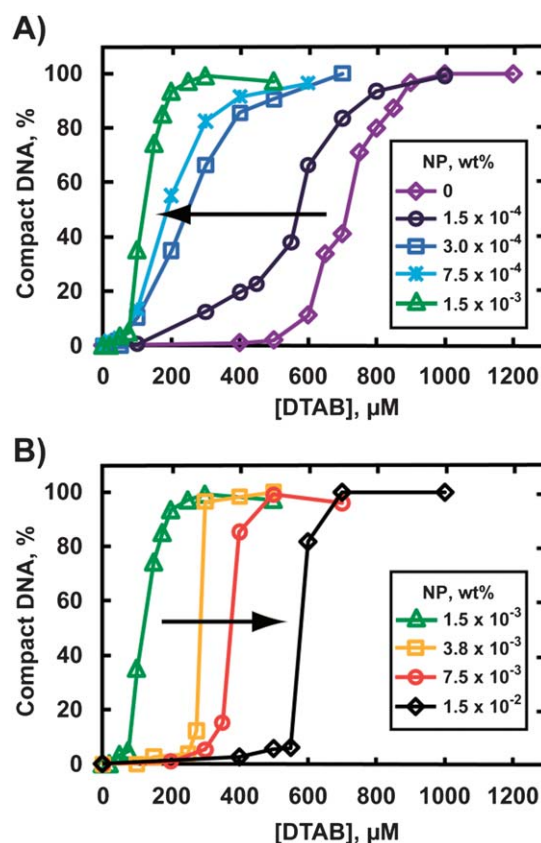 A)
Compact DNA, %
100
80
60
40
20
0
NP, wt%
0
1.5 x 10⁻⁴
3.0 x 10⁻⁴
7.5 x 10⁻⁴
1.5 x 10⁻³
0 200 400 600 800 1000 1200
[DTAB], µM
B)
Compact DNA, %
100
80
60
40
20
0
NP, wt%
1.5 x 10⁻³
3.8 x 10⁻³
7.5 x 10⁻³
1.5 x 10⁻²
0 200 400 600 800 1000 1200
[DTAB], µM